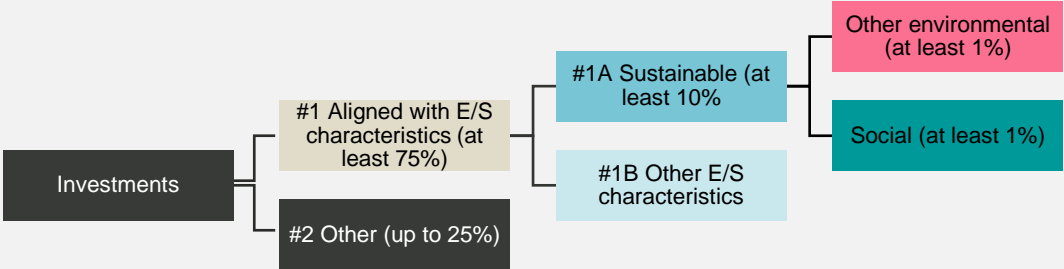 Investments
#1 Aligned with E/S
characteristics (at
least 75%)
#2 Other (up to 25%)
#1A Sustainable (at
least 10%
#1B Other E/S
characteristics
Other environmental
(at least 1%)
Social (at least 1%)